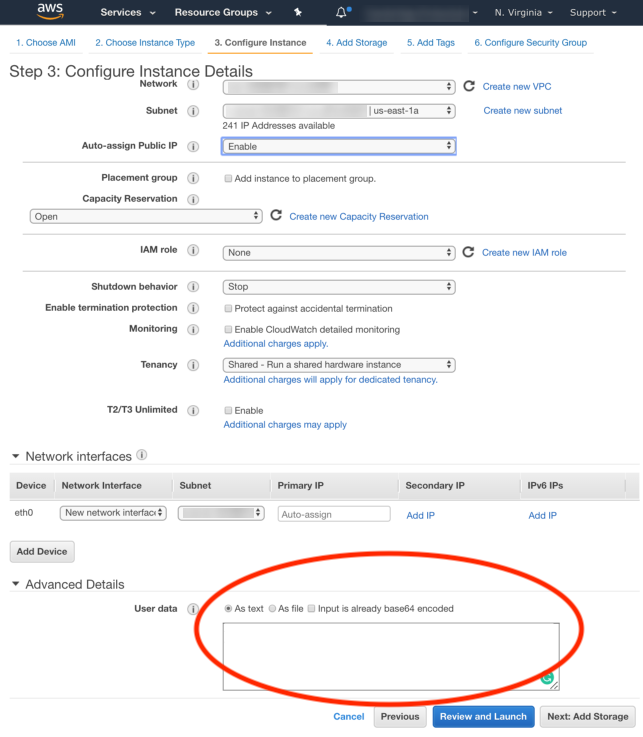 aws Services Resource Groups N. Virginia Support
1. Choose AMI 2. Choose Instance Type 3. Configure Instance 4. Add Storage 5. Add Tags 6. Configure Security Group
Step 3: Configure Instance Details
Network Create new VPC
Subnet | us-east-1a Create new subnet
241 IP Addresses available
Auto-assign Public IP Enable
Placement group Add instance to placement group.
Capacity Reservation
Open Create new Capacity Reservation
IAM role None Create new IAM role
Shutdown behavior Stop
Enable termination protection Protect against accidental termination
Monitoring Enable CloudWatch detailed monitoring
Additional charges apply.
Tenancy Shared - Run a shared hardware instance
Additional charges will apply for dedicated tenancy.
T2/T3 Unlimited Enable
Additional charges may apply
Network interfaces
Device Network Interface Subnet Primary IP Secondary IP IPv6 IPs
eth0 New network interface Auto-assign Add IP Add IP
Add Device
Advanced Details
User data As text As file Input is already base64 encoded
Cancel Previous Review and Launch Next: Add Storage